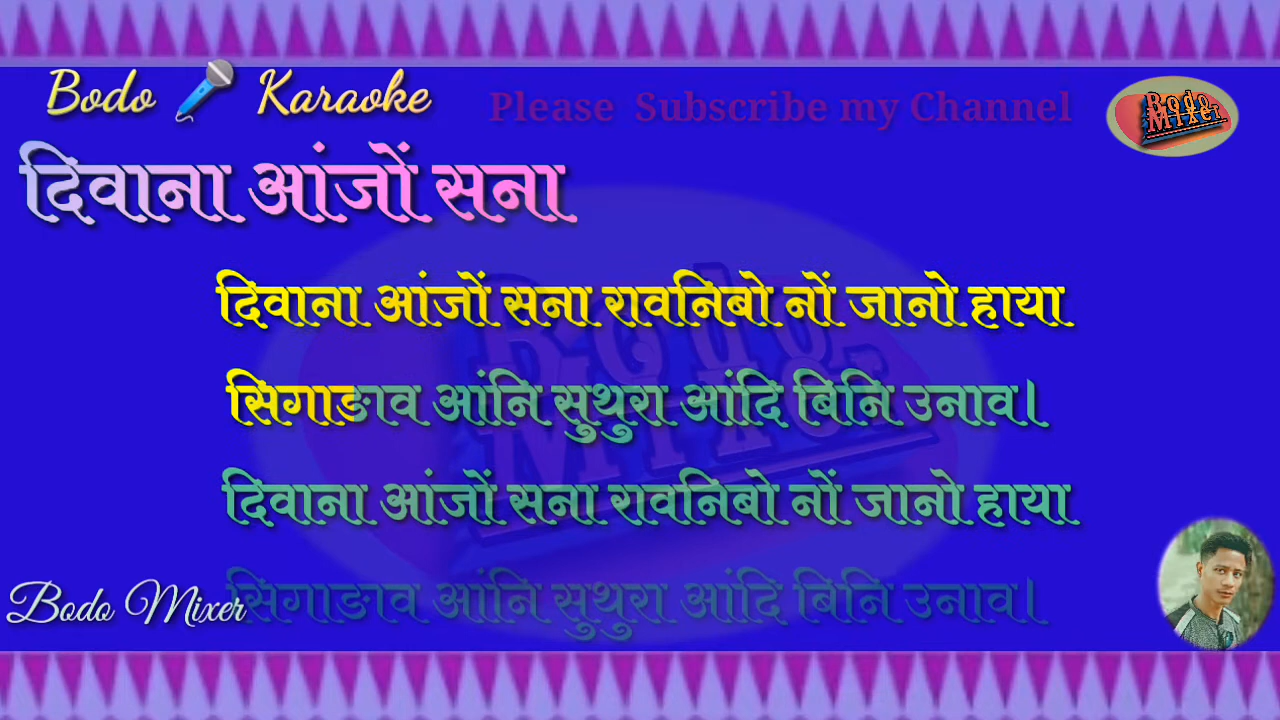 Bodo 🎤 Karaoke
Please Subscribe my Channel
Bodo
Mixer
दिवाना आंजों सना
दिवाना आंजों सना रावनिबो नों जानो हाया
सिगाङाव आंनि सुथुरा आंदि बिनि उनाव।
दिवाना आंजों सना रावनिबो नों जानो हाया
सिगाङाव आंनि सुथुरा आंदि बिनि उनाव।
Bodo Mixer